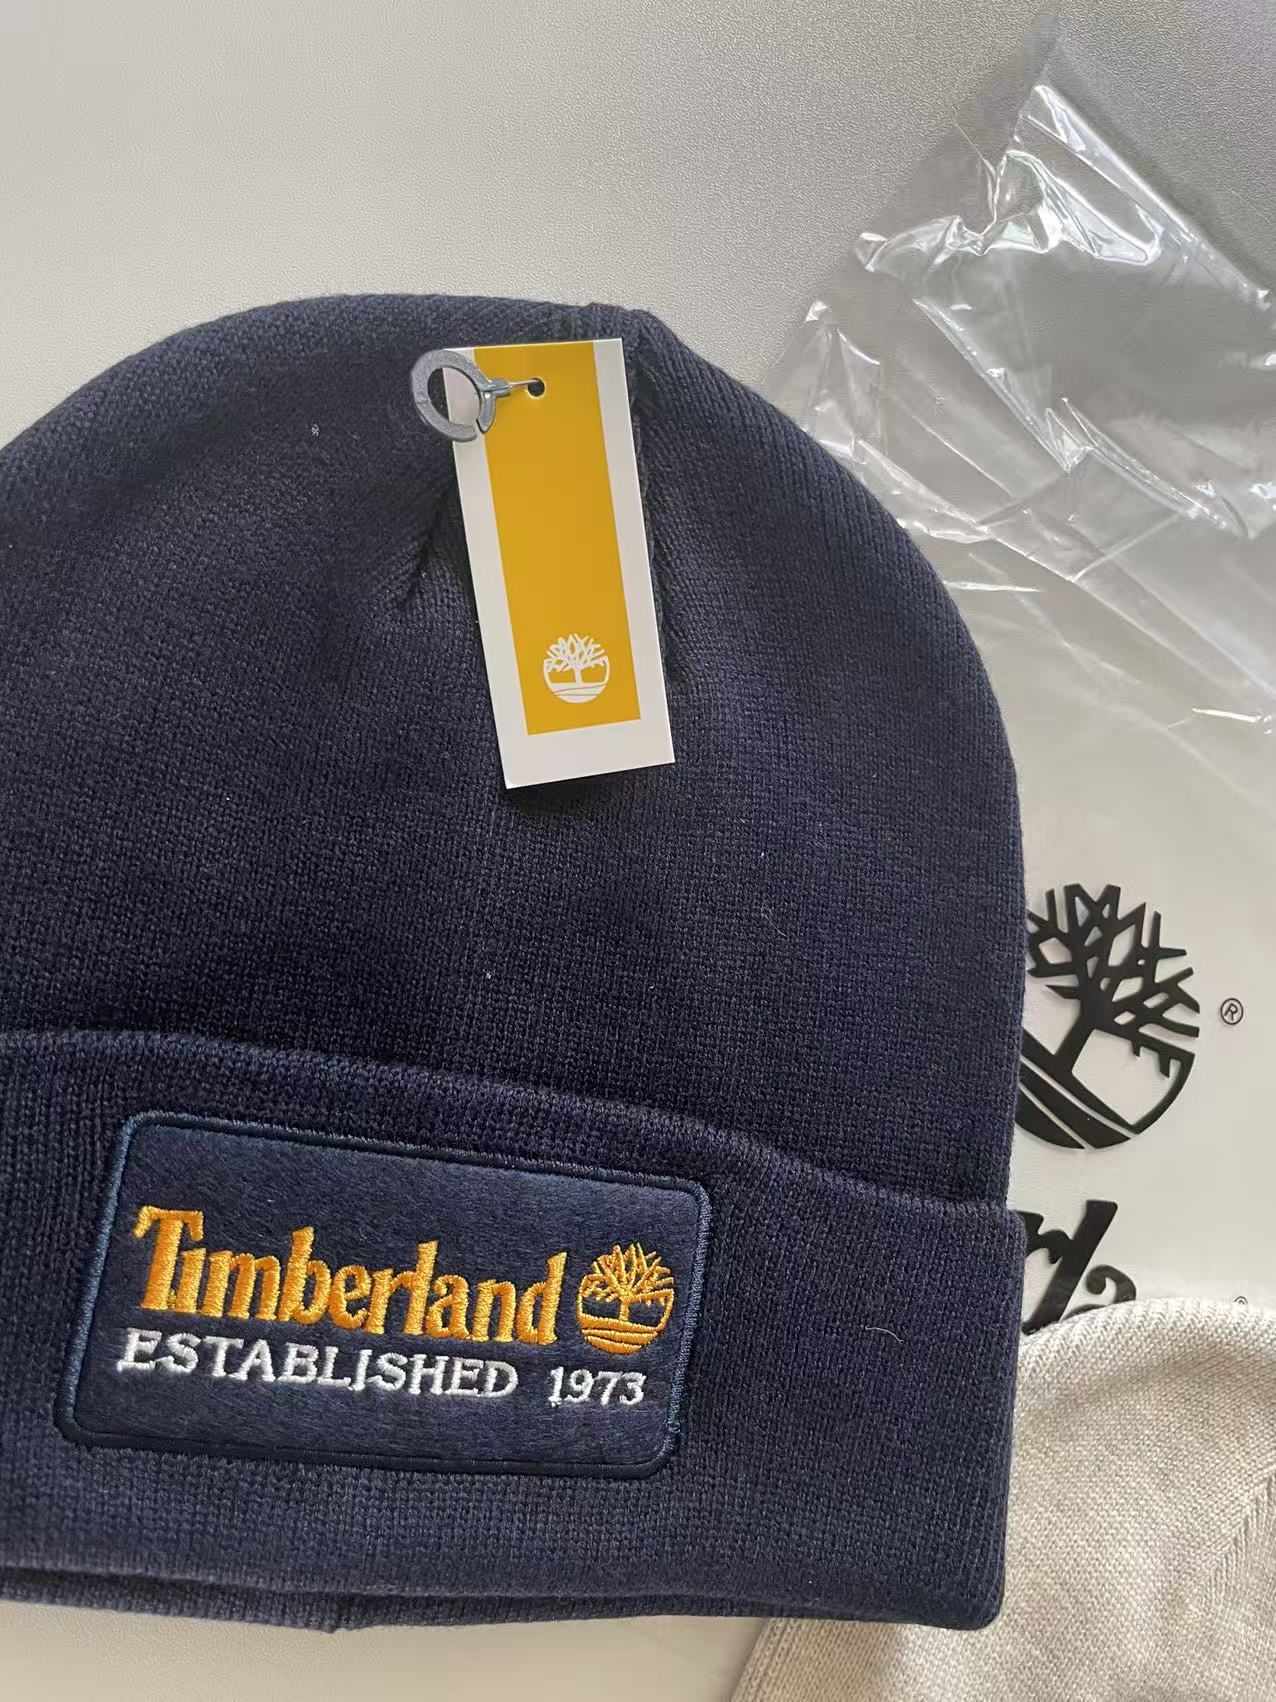 Timberland
ESTABLISHED 1973
®